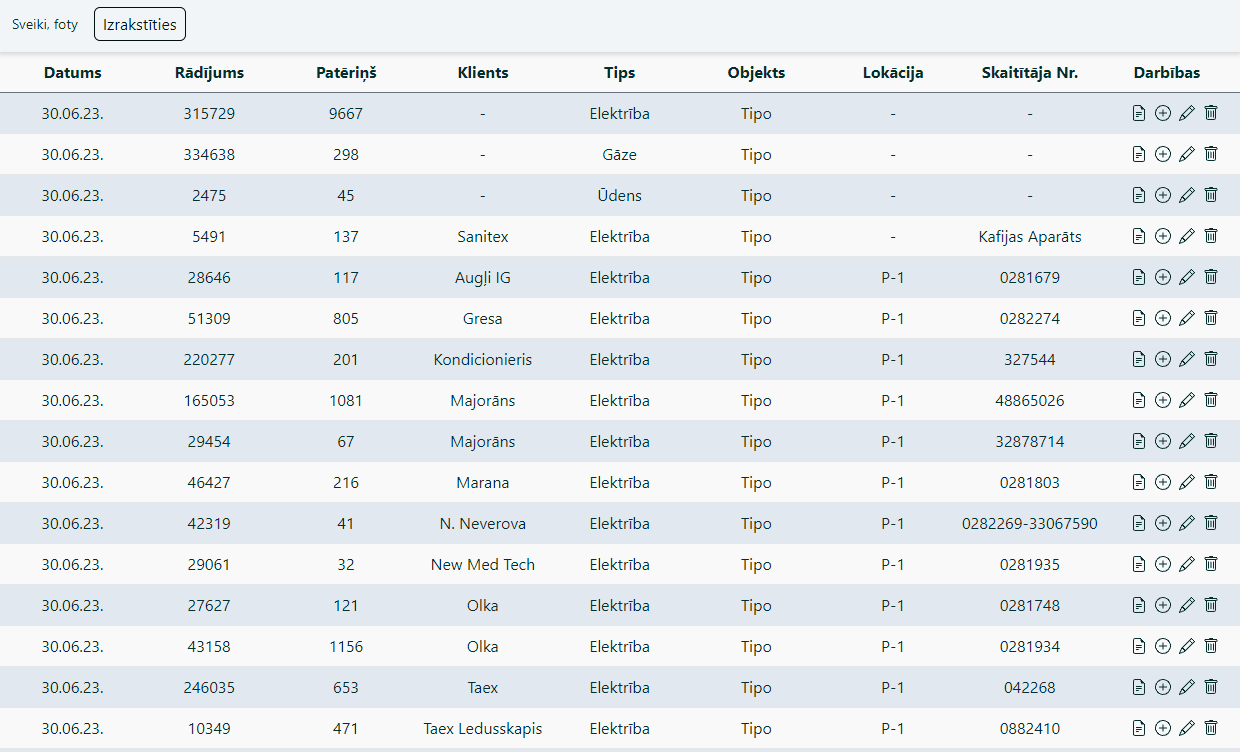 Sveiki, foty Izrakstīties
Datums Rādījums Patēriņš Klients Tips Objekts Lokācija Skaitītāja Nr. Darbības
30.06.23. 315729 9667 - Elektrība Tipo - -
30.06.23. 334638 298 - Gāze Tipo - -
30.06.23. 2475 45 - Ūdens Tipo - -
30.06.23. 5491 137 Sanitex Elektrība Tipo - Kafijas Aparāts
30.06.23. 28646 117 Augļi IG Elektrība Tipo P-1 0281679
30.06.23. 51309 805 Gresa Elektrība Tipo P-1 0282274
30.06.23. 220277 201 Kondicionieris Elektrība Tipo P-1 327544
30.06.23. 165053 1081 Majorāns Elektrība Tipo P-1 48865026
30.06.23. 29454 67 Majorāns Elektrība Tipo P-1 32878714
30.06.23. 46427 216 Marana Elektrība Tipo P-1 0281803
30.06.23. 42319 41 N. Neverova Elektrība Tipo P-1 0282269-33067590
30.06.23. 29061 32 New Med Tech Elektrība Tipo P-1 0281935
30.06.23. 27627 121 Olka Elektrība Tipo P-1 0281748
30.06.23. 43158 1156 Olka Elektrība Tipo P-1 0281934
30.06.23. 246035 653 Taex Elektrība Tipo P-1 042268
30.06.23. 10349 471 Taex Ledusskapis Elektrība Tipo P-1 0882410